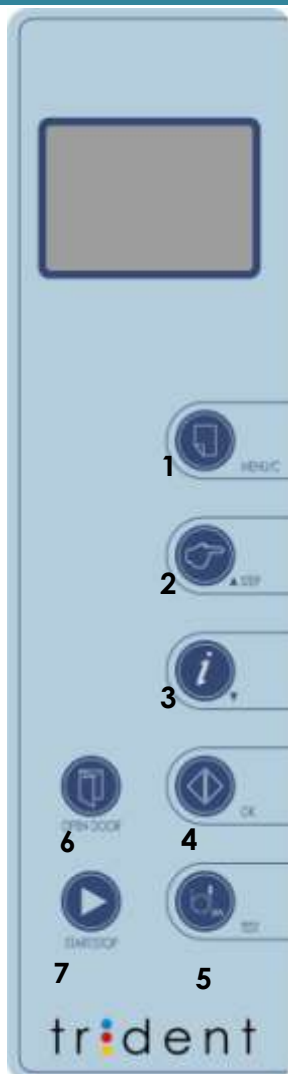 1
MENU/C
2
▲ STEP
3
i
▼
6
OPEN DOOR
4
OK
7
START/STOP
5
TEST
trident